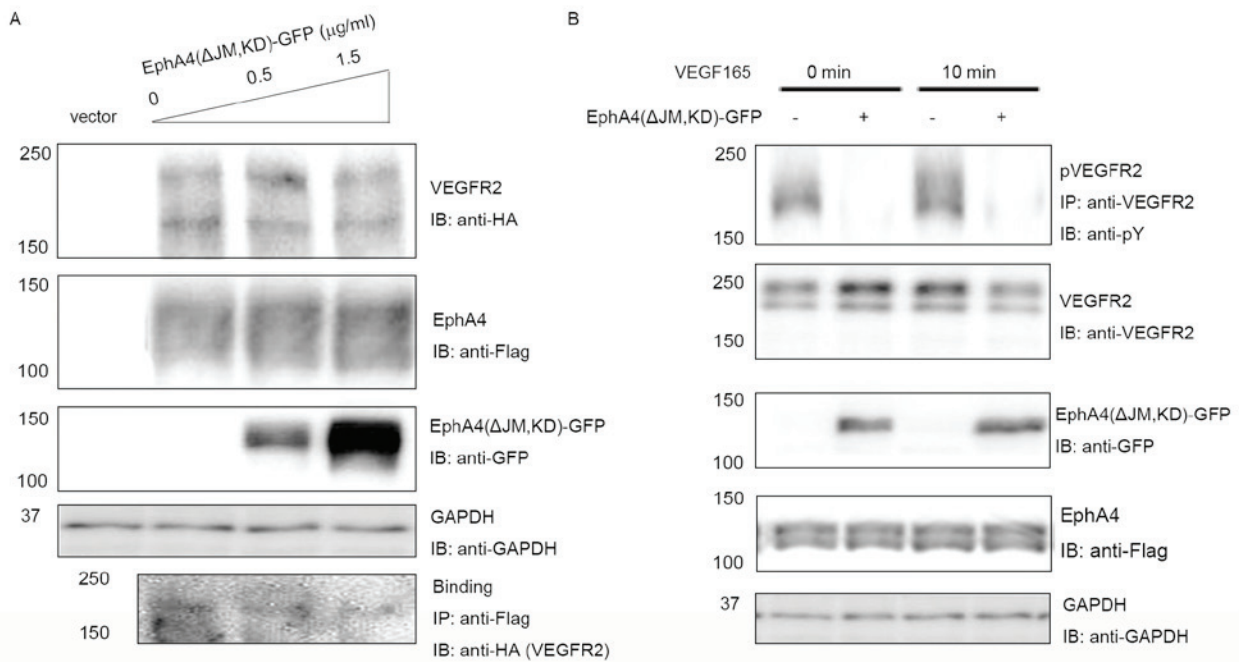 A
EphA4(ΔJM,KD)-GFP (μg/ml)
vector
0
0.5
1.5
250
150
VEGFR2
IB: anti-HA
150
100
EphA4
IB: anti-Flag
150
100
EphA4(ΔJM,KD)-GFP
IB: anti-GFP
37
GAPDH
IB: anti-GAPDH
250
150
Binding
IP: anti-Flag
IB: anti-HA (VEGFR2)
B
VEGF165 0 min 10 min
EphA4(ΔJM,KD)-GFP - + - +
250
150
pVEGFR2
IP: anti-VEGFR2
IB: anti-pY
250
150
VEGFR2
IB: anti-VEGFR2
150
100
EphA4(ΔJM,KD)-GFP
IB: anti-GFP
150
100
EphA4
IB: anti-Flag
37
GAPDH
IB: anti-GAPDH